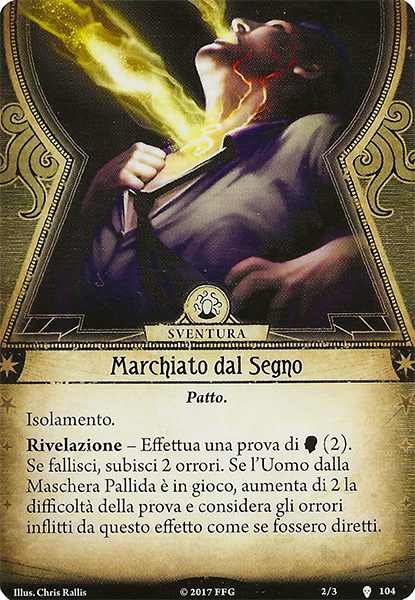 SVENTURA
Marchiato dal Segno
Patto.
Isolamento.
Rivelazione – Effettua una prova di (2).
Se fallisci, subisci 2 orrori. Se l'Uomo dalla
Maschera Pallida è in gioco, aumenta di 2 la
difficoltà della prova e considera gli orrori
inflitti da questo effetto come se fossero diretti.
Illus. Chris Rallis © 2017 FFG 2/3 104